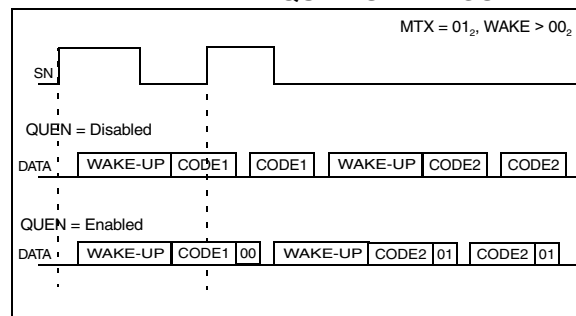 MTX = 01₂, WAKE > 00₂
SN
QUEN = Disabled
DATA WAKE-UP CODE1 CODE1 WAKE-UP CODE2 CODE2
QUEN = Enabled
DATA WAKE-UP CODE1 00 WAKE-UP CODE2 01 CODE2 01